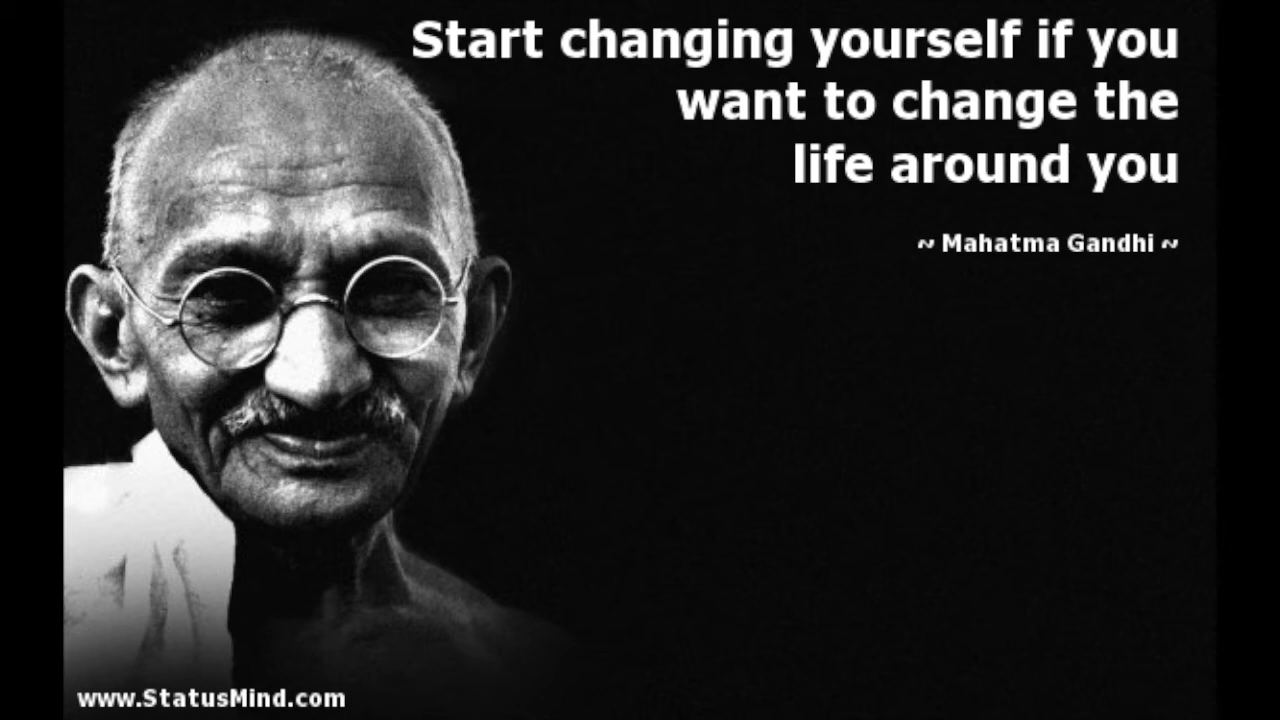 Start changing yourself if you
want to change the
life around you
~ Mahatma Gandhi ~
www.StatusMind.com